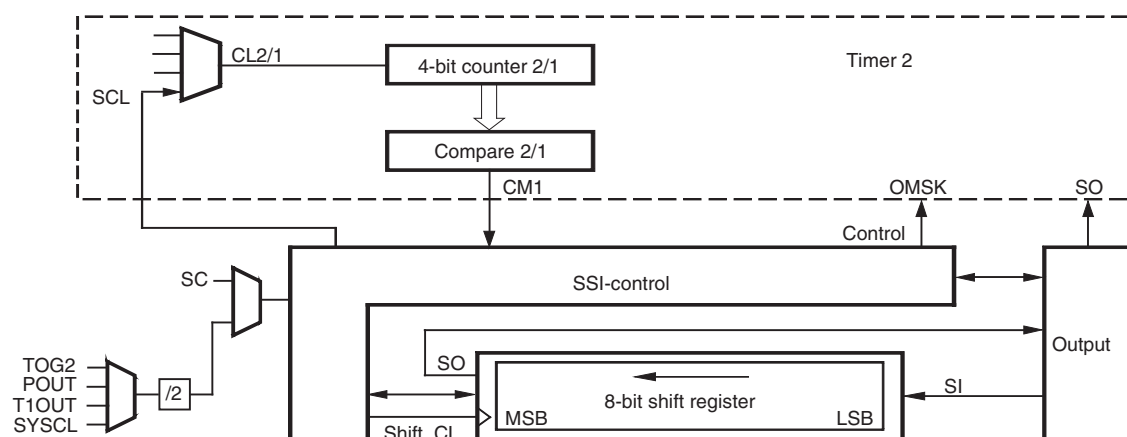 Timer 2
CL2/1
4-bit counter 2/1
SCL
Compare 2/1
CM1
OMSK
SO
Control
SC
SSI-control
TOG2
POUT
T1OUT
SYSCL
/2
SO
Output
8-bit shift register
SI
MSB
LSB
Shift_CL